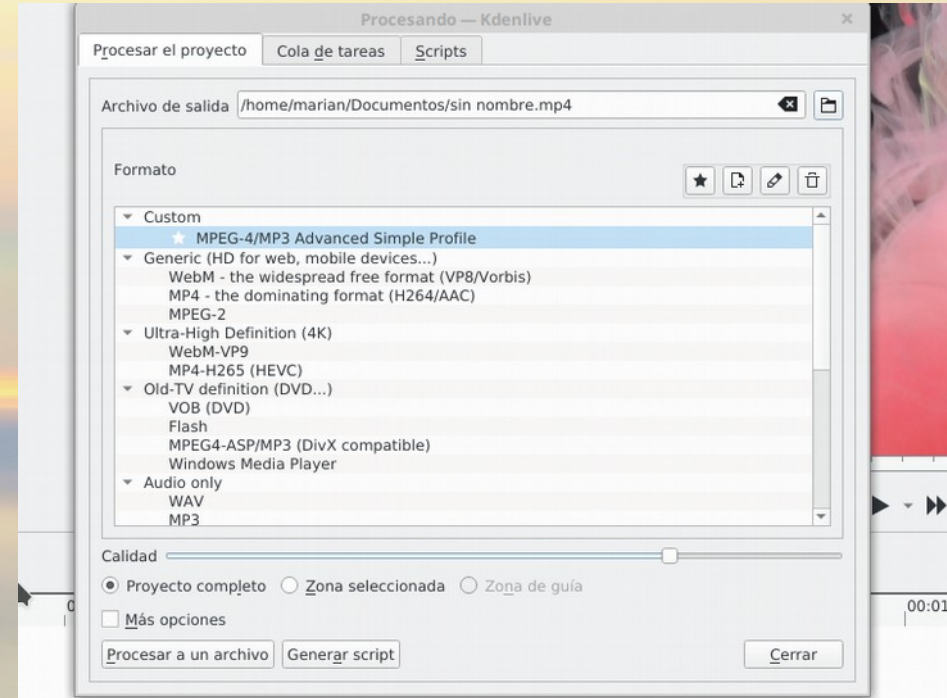 Procesando — Kdenlive
Procesar el proyecto Cola de tareas Scripts
Archivo de salida /home/marian/Documentos/sin nombre.mp4
Formato
Custom
MPEG-4/MP3 Advanced Simple Profile
Generic (HD for web, mobile devices...)
WebM - the widespread free format (VP8/Vorbis)
MP4 - the dominating format (H264/AAC)
MPEG-2
Ultra-High Definition (4K)
WebM-VP9
MP4-H265 (HEVC)
Old-TV definition (DVD...)
VOB (DVD)
Flash
MPEG4-ASP/MP3 (DivX compatible)
Windows Media Player
Audio only
WAV
MP3
Calidad
Proyecto completo Zona seleccionada Zona de guía
Más opciones
Procesar a un archivo Generar script Cerrar
00:01